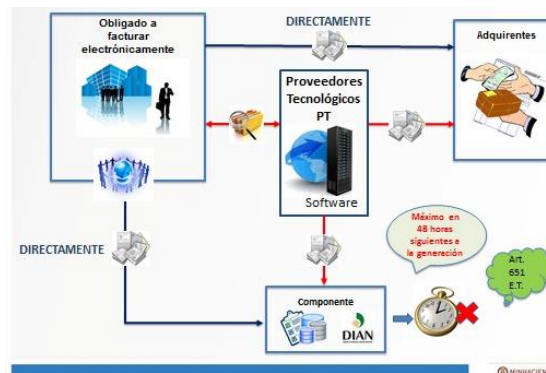 Obligado a
facturar
electrónicamente
DIRECTAMENTE
Adquirentes
Proveedores
Tecnológicos
PT
Software
DIRECTAMENTE
Máximo en
48 horas
siguientes a
la generación
Art.
651
E.T.
Componente
DIAN